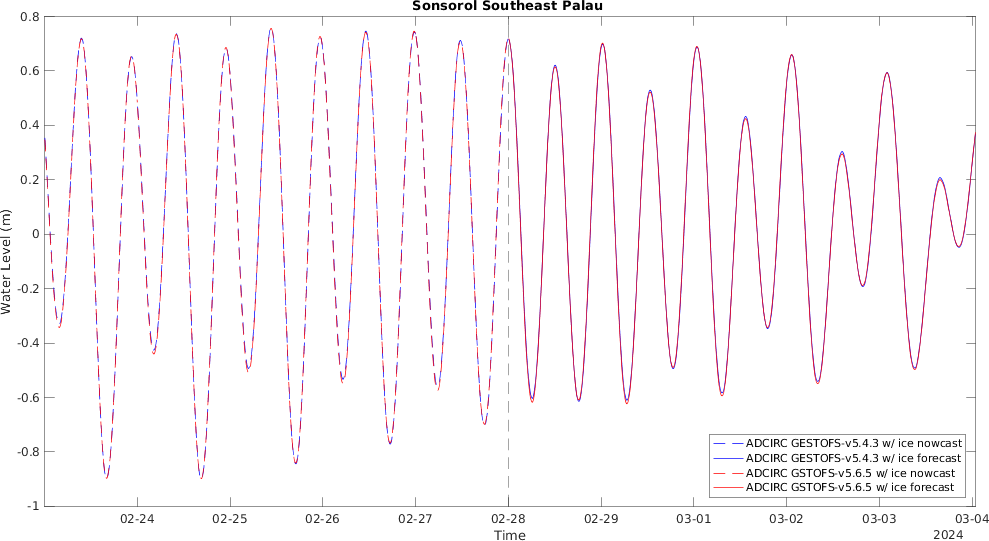 Sonsorol Southeast Palau
0.8
0.6
0.4
0.2
0
-0.2
-0.4
-0.6
-0.8
-1
Water Level (m)
ADCIRC GESTOFS-v5.4.3 w/ ice nowcast
ADCIRC GESTOFS-v5.4.3 w/ ice forecast
ADCIRC GSTOFS-v5.6.5 w/ ice nowcast
ADCIRC GSTOFS-v5.6.5 w/ ice forecast
02-24 02-25 02-26 02-27 02-28 02-29 03-01 03-02 03-03 03-04
Time
2024